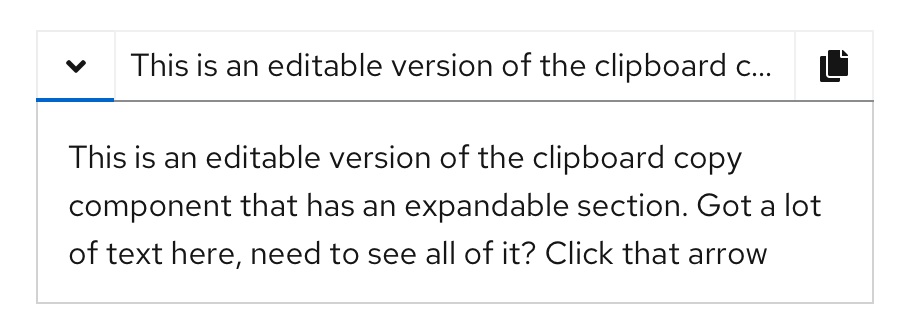 This is an editable version of the clipboard c...
This is an editable version of the clipboard copy
component that has an expandable section. Got a lot
of text here, need to see all of it? Click that arrow